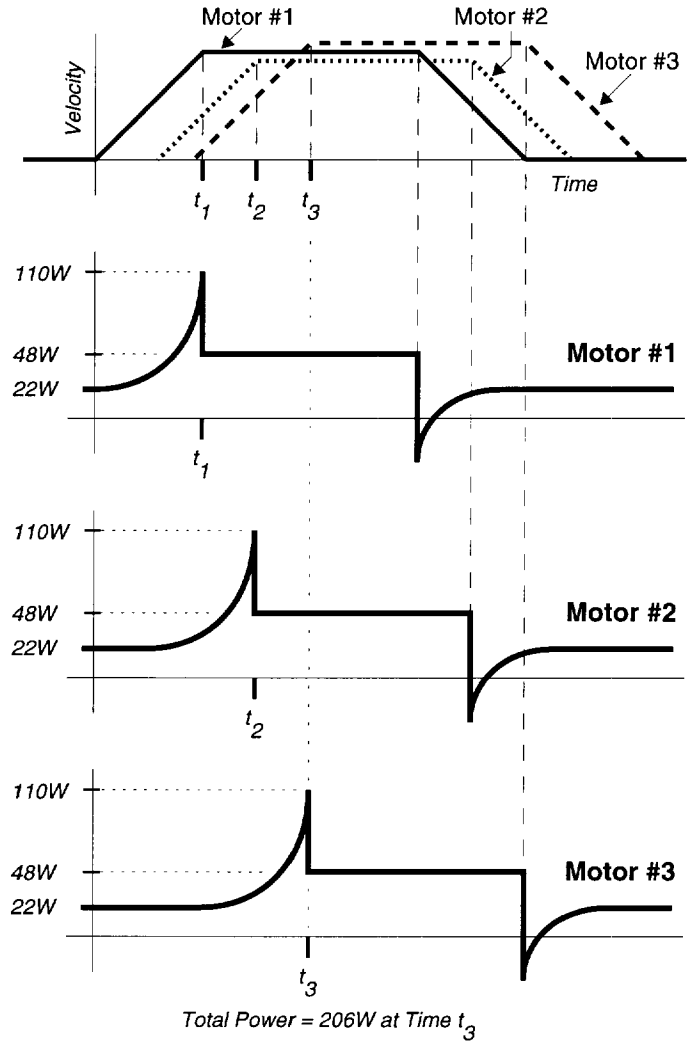 Motor #1
Motor #2
Motor #3
Velocity
Time
t1
t2
t3
110W
48W
22W
Motor #1
t1
110W
48W
22W
Motor #2
t2
110W
48W
22W
Motor #3
t3
Total Power = 206W at Time t3